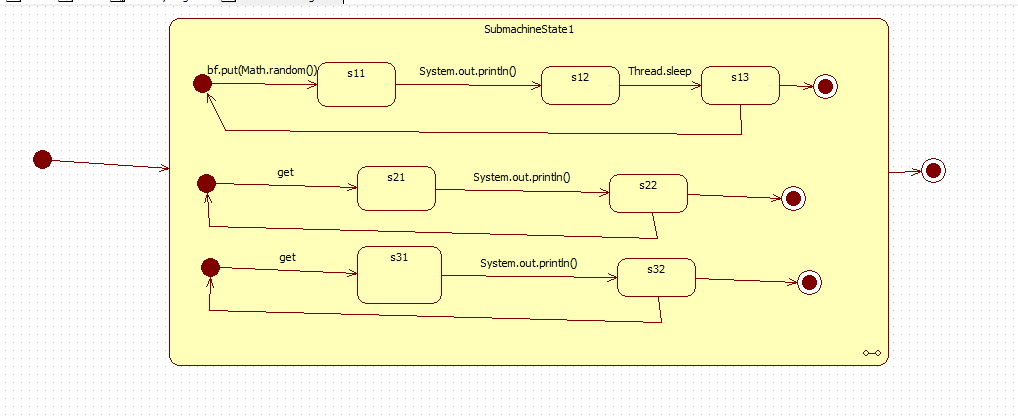 SubmachineState1
bf.put(Math.random())
s11
System.out.println()
s12
Thread.sleep
s13
get
s21
System.out.println()
s22
get
s31
System.out.println()
s32